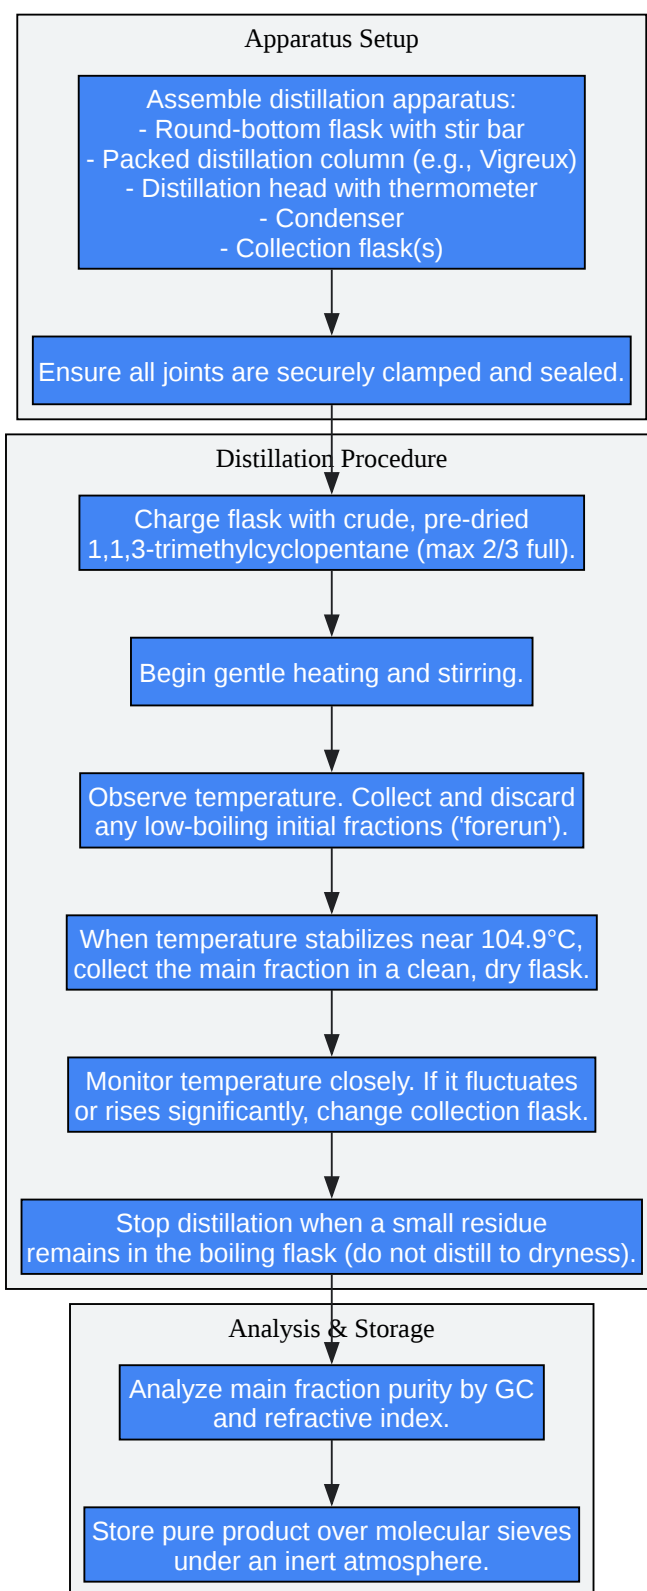 Apparatus Setup
Assemble distillation apparatus:
- Round-bottom flask with stir bar
- Packed distillation column (e.g., Vigreux)
- Distillation head with thermometer
- Condenser
- Collection flask(s)
Ensure all joints are securely clamped and sealed.
Distillation Procedure
Charge flask with crude, pre-dried
1,1,3-trimethylcyclopentane (max 2/3 full).
Begin gentle heating and stirring.
Observe temperature. Collect and discard
any low-boiling initial fractions ('forerun').
When temperature stabilizes near 104.9°C,
collect the main fraction in a clean, dry flask.
Monitor temperature closely. If it fluctuates
or rises significantly, change collection flask.
Stop distillation when a small residue
remains in the boiling flask (do not distill to dryness).
Analysis & Storage
Analyze main fraction purity by GC
and refractive index.
Store pure product over molecular sieves
under an inert atmosphere.